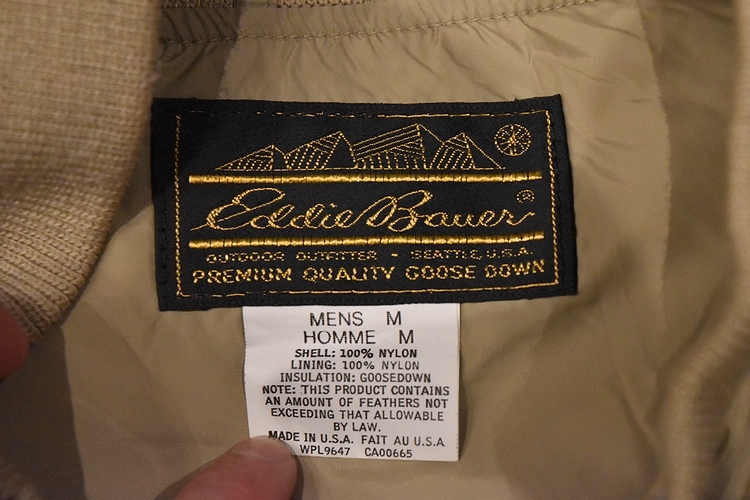 Eddie Bauer®
OUTDOOR OUTFITTER - SEATTLE, U.S.A.
PREMIUM QUALITY GOOSE DOWN
MENS M
HOMME M
SHELL: 100% NYLON
LINING: 100% NYLON
INSULATION: GOOSEDOWN
NOTE: THIS PRODUCT CONTAINS
AN AMOUNT OF FEATHERS NOT
EXCEEDING THAT ALLOWABLE
BY LAW.
MADE IN U.S.A. FAIT AU U.S.A
WPL9647 CA00665